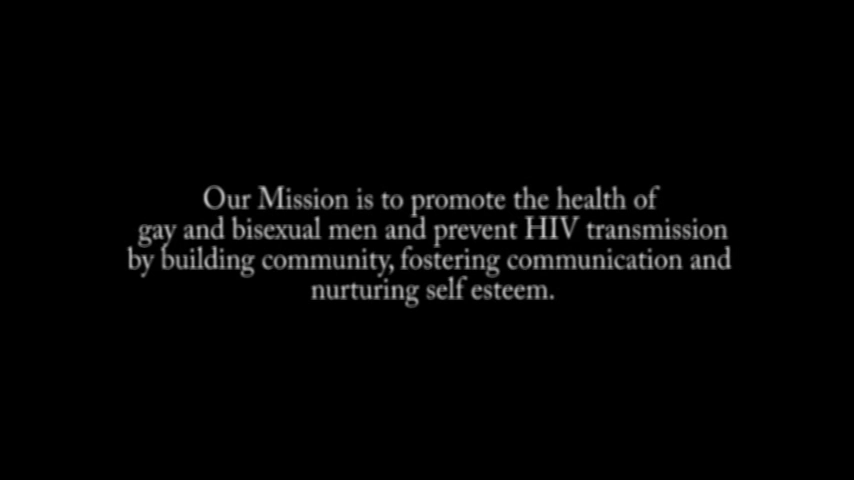 Our Mission is to promote the health of
gay and bisexual men and prevent HIV transmission
by building community, fostering communication and
nurturing self esteem.